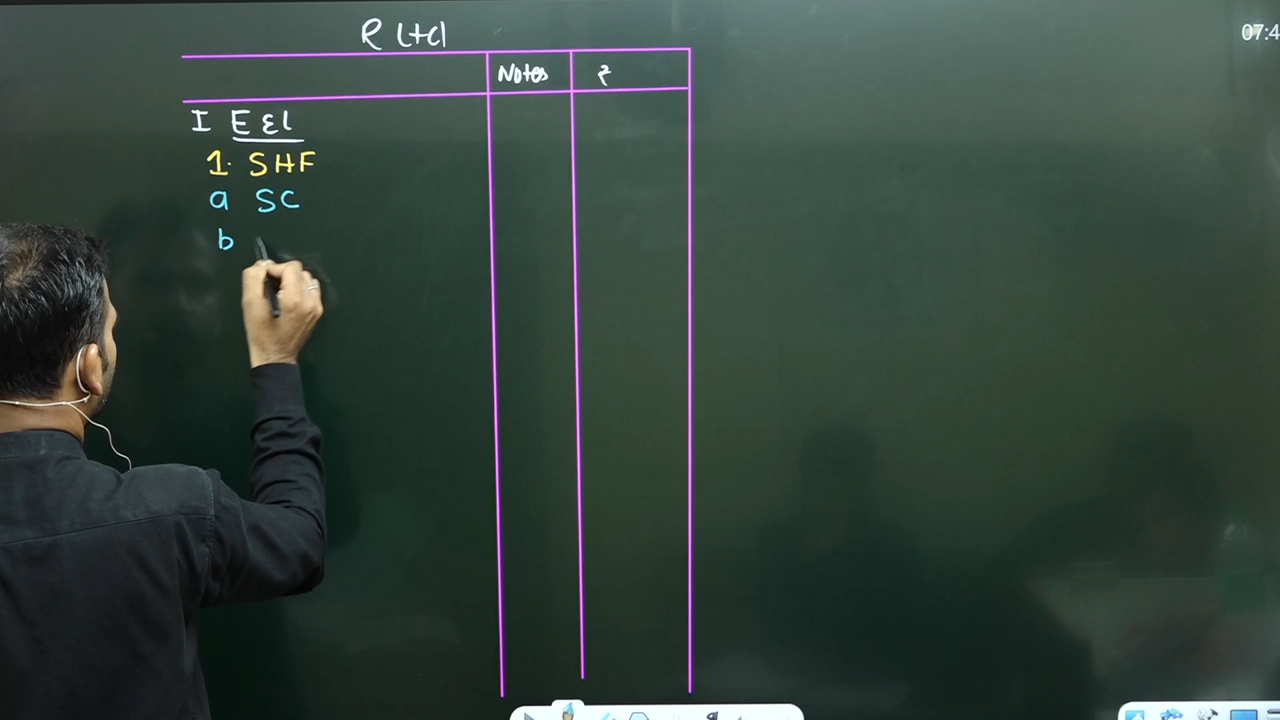 R Ltd
Notes ₹
I E & L
1. SHF
a SC
b
07:4